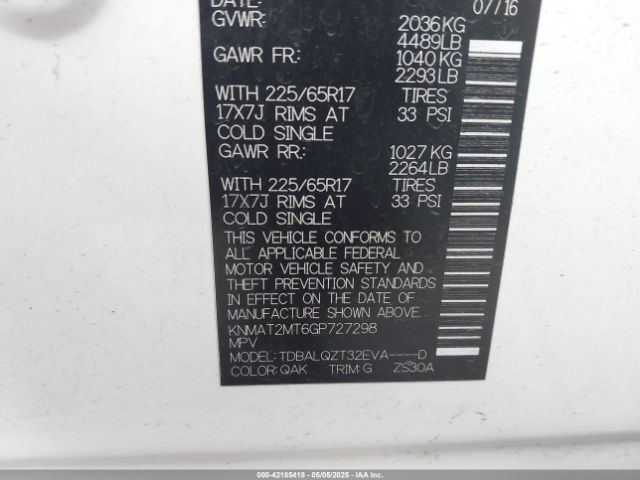 DATE: 07/16
GVWR: 2036KG
4489LB
GAWR FR: 1040KG
2293LB
WITH 225/65R17 TIRES
17X7J RIMS AT 33 PSI
COLD SINGLE
GAWR RR: 1027KG
2264LB
WITH 225/65R17 TIRES
17X7J RIMS AT 33 PSI
COLD SINGLE
THIS VEHICLE CONFORMS TO
ALL APPLICABLE FEDERAL
MOTOR VEHICLE SAFETY AND
THEFT PREVENTION STANDARDS
IN EFFECT ON THE DATE OF
MANUFACTURE SHOWN ABOVE.
KNMAT2MT6GP727298
MPV
MODEL: TDBALQZT32EVA----D
COLOR: QAK TRIM: G ZS30A
000-42185418 - 05/05/2025 - IAAI.COM